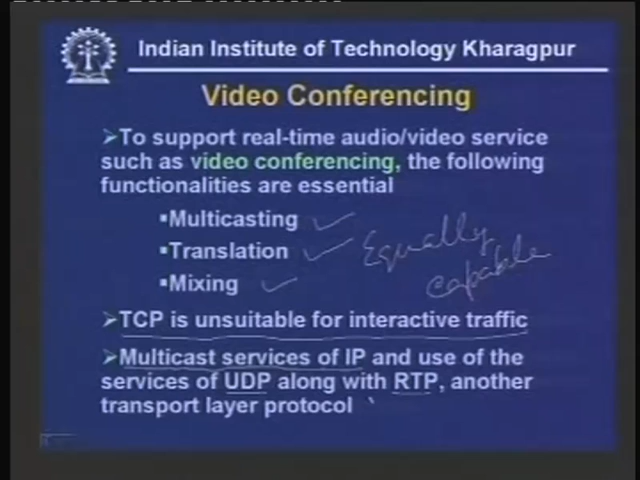 Indian Institute of Technology Kharagpur
Video Conferencing
➢To support real-time audio/video service
such as video conferencing, the following
functionalities are essential
▪Multicasting
▪Translation
▪Mixing
Equally
capable
➢TCP is unsuitable for interactive traffic
➢Multicast services of IP and use of the
services of UDP along with RTP, another
transport layer protocol